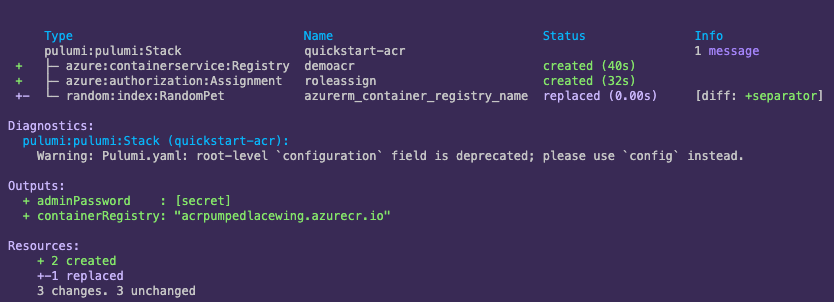 Type Name Status Info
pulumi:pulumi:Stack quickstart-acr 1 message
+ ├─ azure:containerservice:Registry demoacr created (40s)
+ ├─ azure:authorization:Assignment roleassign created (32s)
+- └─ random:index:RandomPet azurerm_container_registry_name replaced (0.00s) [diff: +separator]
Diagnostics:
pulumi:pulumi:Stack (quickstart-acr):
Warning: Pulumi.yaml: root-level `configuration` field is deprecated; please use `config` instead.
Outputs:
+ adminPassword : [secret]
+ containerRegistry: "acrpumpedlacewing.azurecr.io"
Resources:
+ 2 created
+-1 replaced
3 changes. 3 unchanged